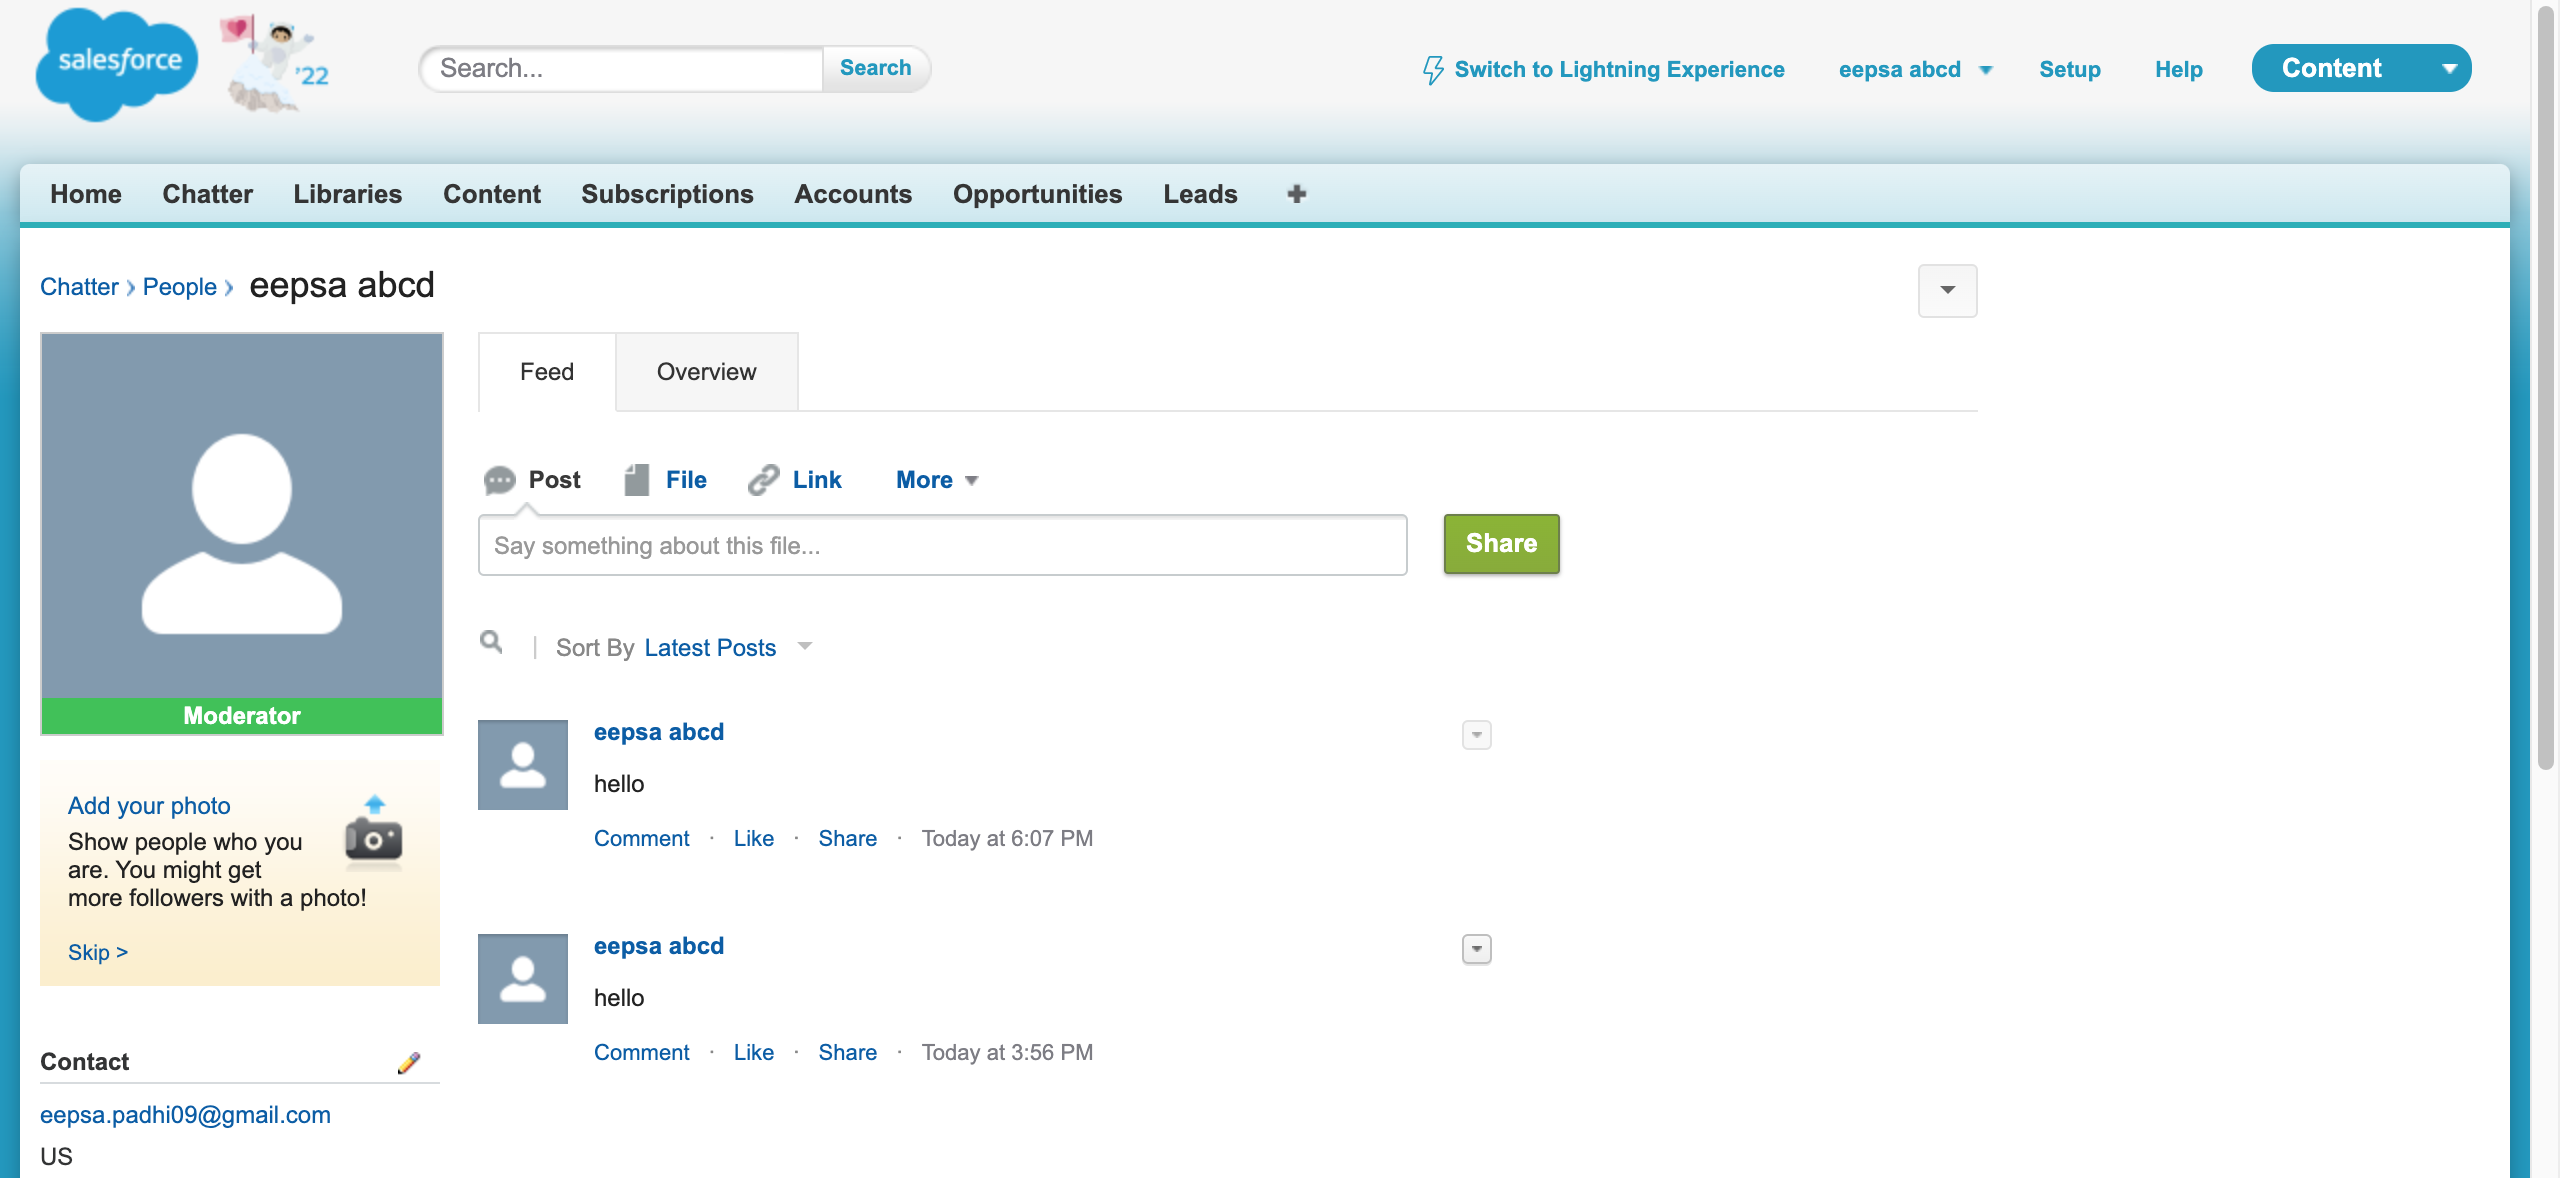 salesforce
'22
Search...
Search
Switch to Lightning Experience
eepsa abcd
Setup
Help
Content
Home
Chatter
Libraries
Content
Subscriptions
Accounts
Opportunities
Leads
Chatter
People
eepsa abcd
Feed
Overview
Post
File
Link
More
Say something about this file...
Share
Sort By Latest Posts
Moderator
Add your photo
Show people who you
are. You might get
more followers with a photo!
Skip >
Contact
eepsa.padhi09@gmail.com
US
eepsa abcd
hello
Comment · Like · Share · Today at 6:07 PM
eepsa abcd
hello
Comment · Like · Share · Today at 3:56 PM